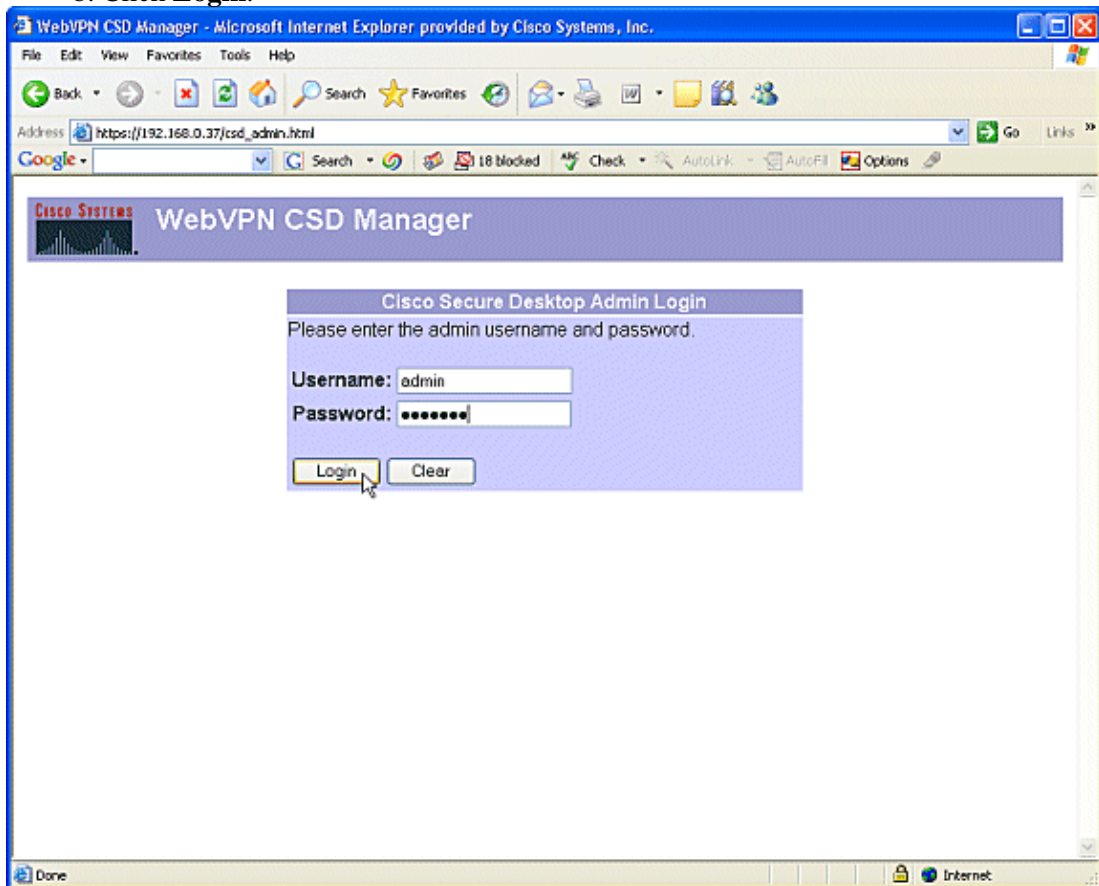 Click Login.
WebVPN CSD Manager - Microsoft Internet Explorer provided by Cisco Systems, Inc.
File Edit View Favorites Tools Help
Back Search Favorites
Address https://192.168.0.37/csd_admin.html Go Links »
Google Search 18 blocked ABC Check AutoLink AutoFill Options
CISCO SYSTEMS WebVPN CSD Manager
Cisco Secure Desktop Admin Login
Please enter the admin username and password.
Username: admin
Password: •••••••
Login Clear
Done Internet